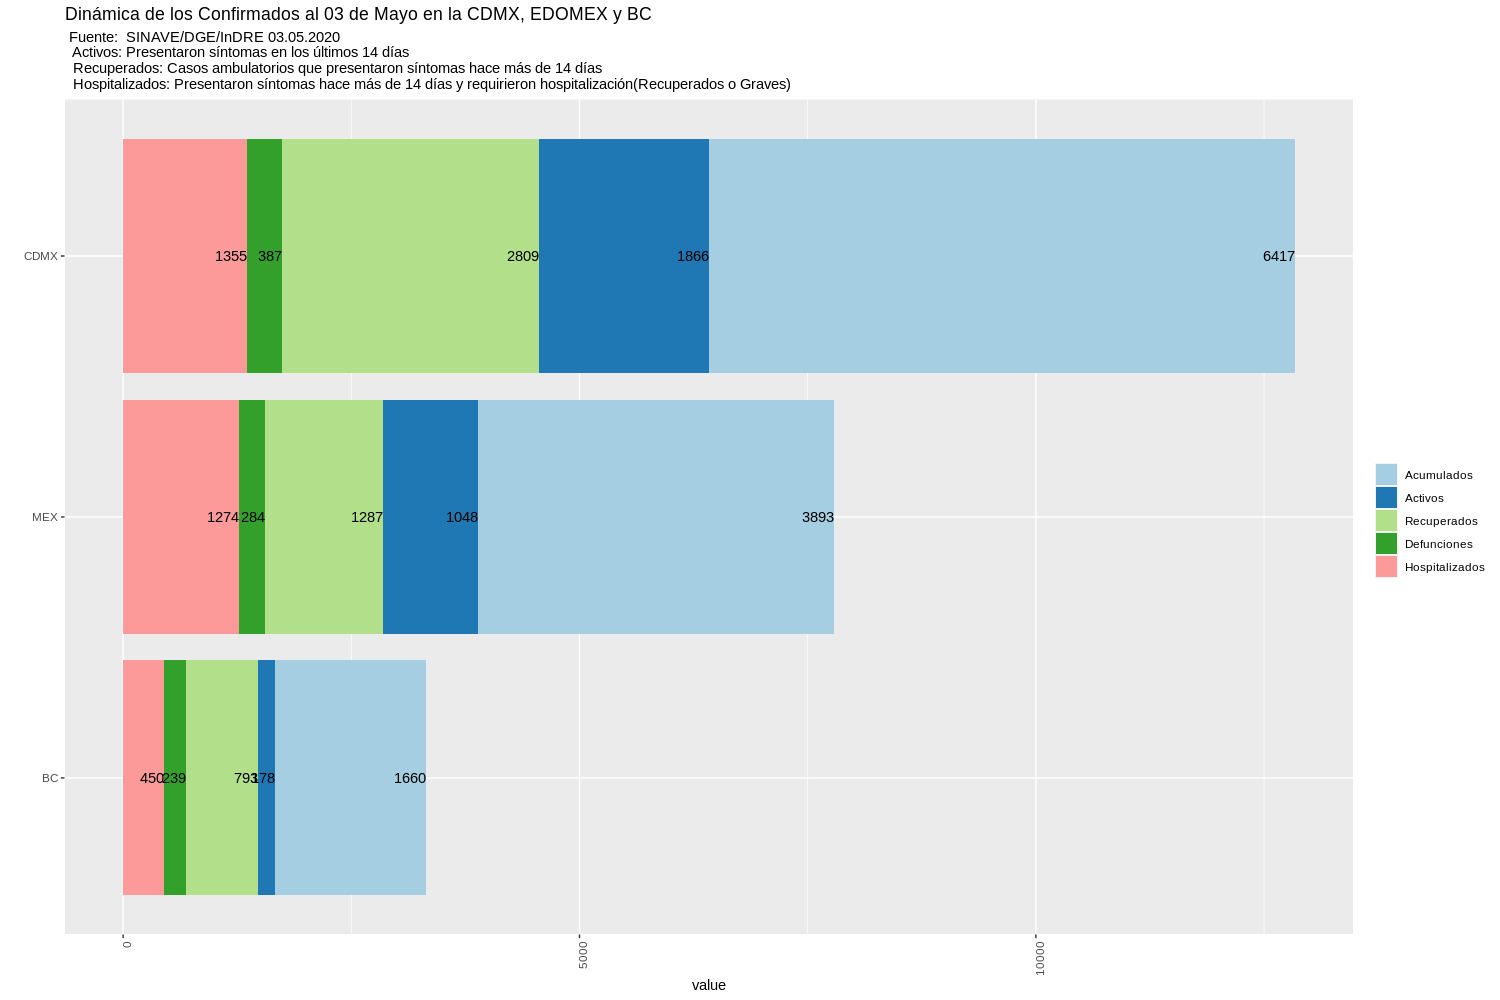 Dinámica de los Confirmados al 03 de Mayo en la CDMX, EDOMEX y BC
Fuente: SINAVE/DGE/InDRE 03.05.2020
Activos: Presentaron síntomas en los últimos 14 días
Recuperados: Casos ambulatorios que presentaron síntomas hace más de 14 días
Hospitalizados: Presentaron síntomas hace más de 14 días y requirieron hospitalización(Recuperados o Graves)
CDMX 1355 387 2809 1866 6417
MEX 1274 284 1287 1048 3893
BC 450 239 793 178 1660
0 5000 10000
value
Acumulados
Activos
Recuperados
Defunciones
Hospitalizados